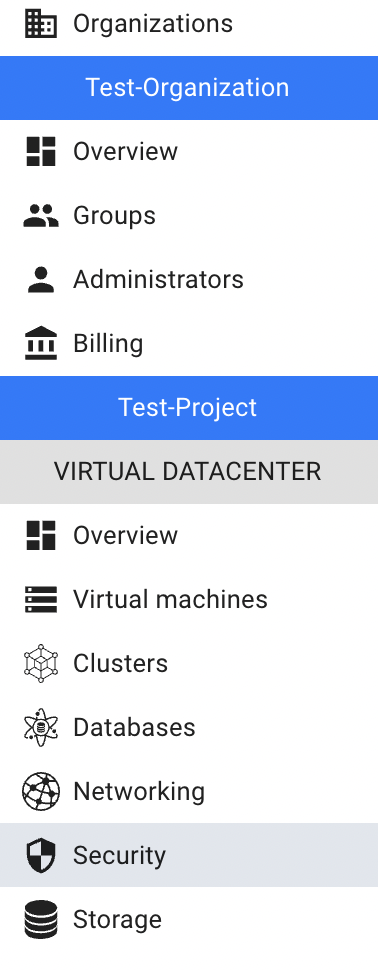 Organizations
Test-Organization
Overview
Groups
Administrators
Billing
Test-Project
VIRTUAL DATACENTER
Overview
Virtual machines
Clusters
Databases
Networking
Security
Storage